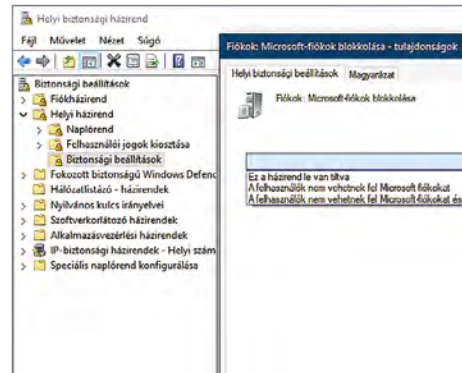 Helyi biztonsági házirend
Fájl Művelet Nézet Súgó
Biztonsági beállítások
Fiókházirend
Helyi házirend
Naplórend
Felhasználói jogok kiosztása
Biztonsági beállítások
Fokozott biztonságú Windows Defend
Hálózatlistázó - házirendek
Nyilvános kulcs irányelvei
Szoftverkorlátozó házirendek
Alkalmazásvezérlési házirendek
IP-biztonsági házirendek - Helyi szám
Speciális naplórend konfigurálása
Fiókok: Microsoft-fiókok blokkolása - tulajdonságok
Helyi biztonsági beállítások Magyarázat
Fiókok: Microsoft-fiókok blokkolása
Ez a házirend le van tiltva
A felhasználók nem vehetnek fel Microsoft-fiókokat
A felhasználók nem vehetnek fel Microsoft-fiókokat és